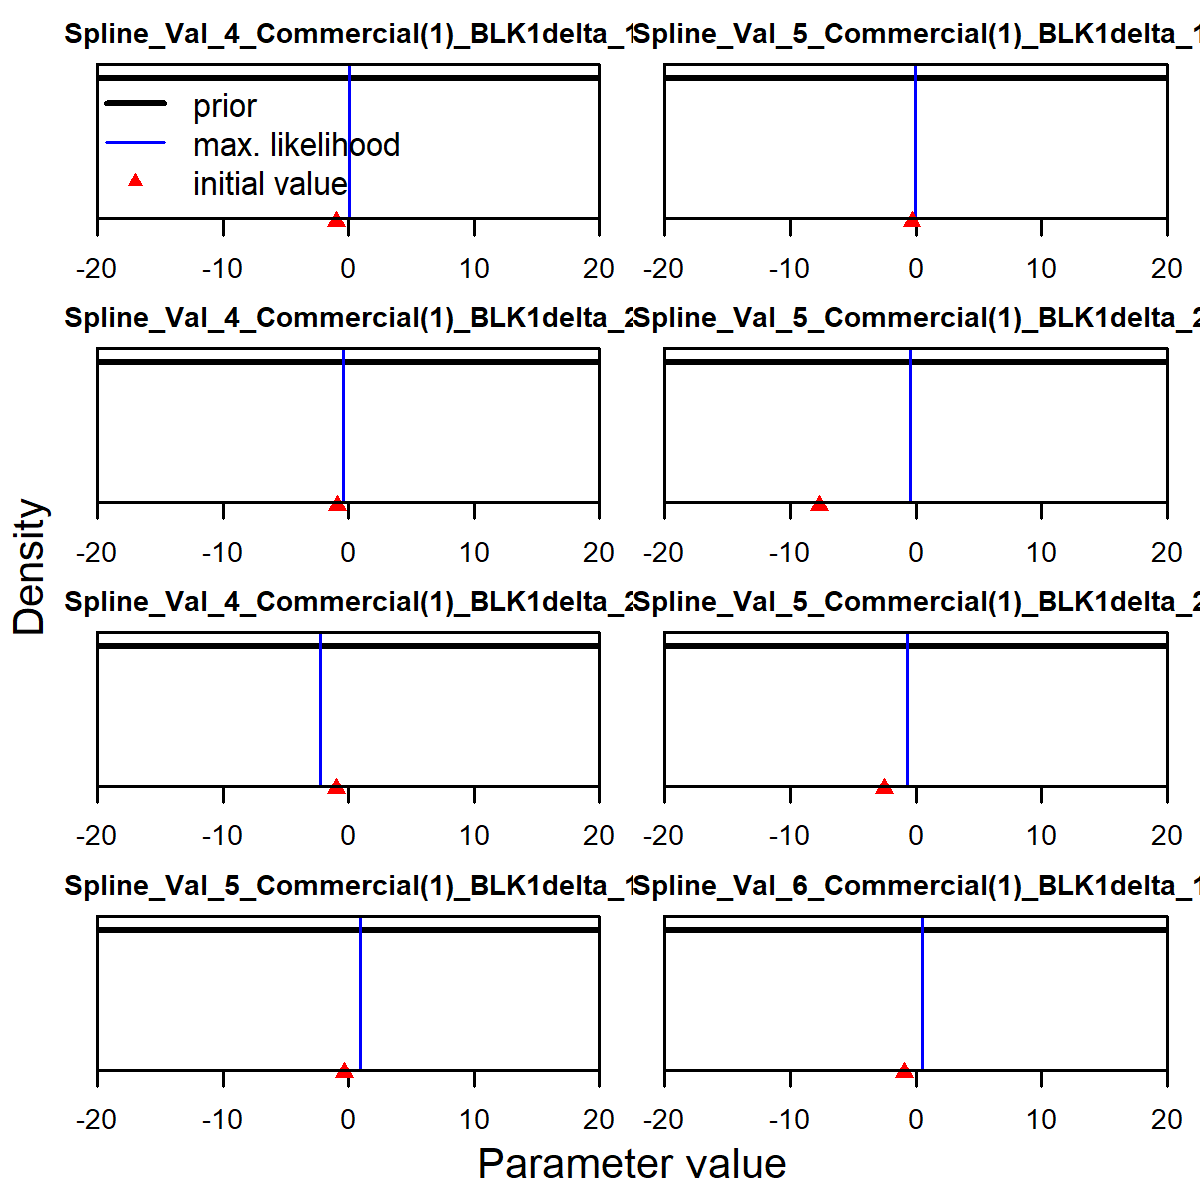 Spline_Val_4_Commercial(1)_BLK1delta_1
Spline_Val_5_Commercial(1)_BLK1delta_1
prior
max. likelihood
initial value
-20 -10 0 10 20
-20 -10 0 10 20
Spline_Val_4_Commercial(1)_BLK1delta_2
Spline_Val_5_Commercial(1)_BLK1delta_2
-20 -10 0 10 20
-20 -10 0 10 20
Density
Spline_Val_4_Commercial(1)_BLK1delta_2
Spline_Val_5_Commercial(1)_BLK1delta_2
-20 -10 0 10 20
-20 -10 0 10 20
Spline_Val_5_Commercial(1)_BLK1delta_1
Spline_Val_6_Commercial(1)_BLK1delta_1
-20 -10 0 10 20
-20 -10 0 10 20
Parameter value